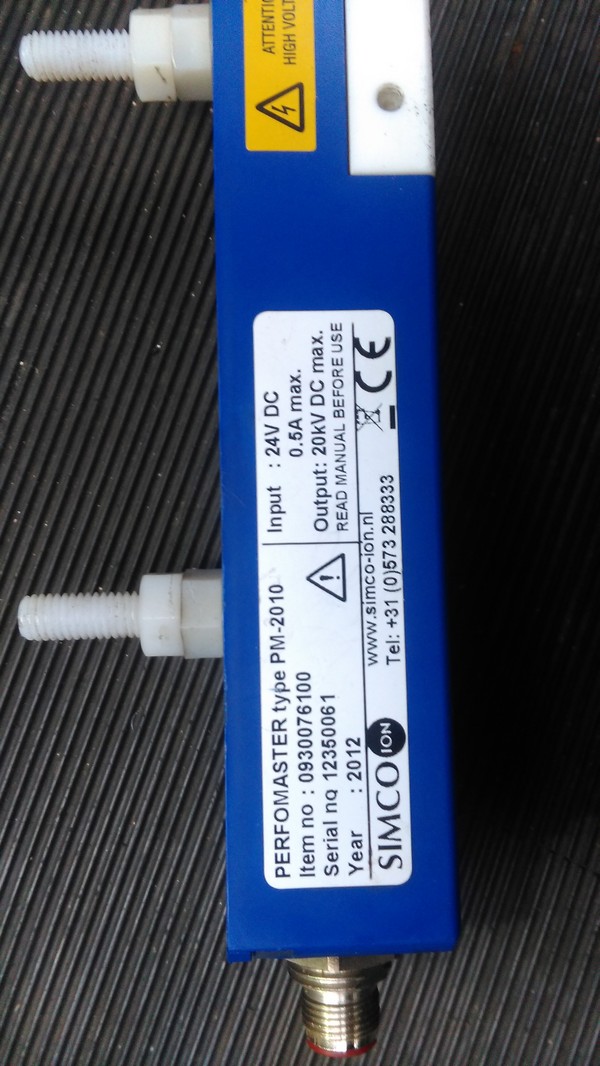 ATTENTIO
HIGH VOLT
PERFOMASTER type PM-2010
Item no : 0930076100
Serial no 12350061
Year : 2012
Input : 24V DC
0.5A max.
Output: 20kV DC max.
READ MANUAL BEFORE USE
SIMCO ION
www.simco-ion.nl
Tel: +31 (0)573 288333
CE